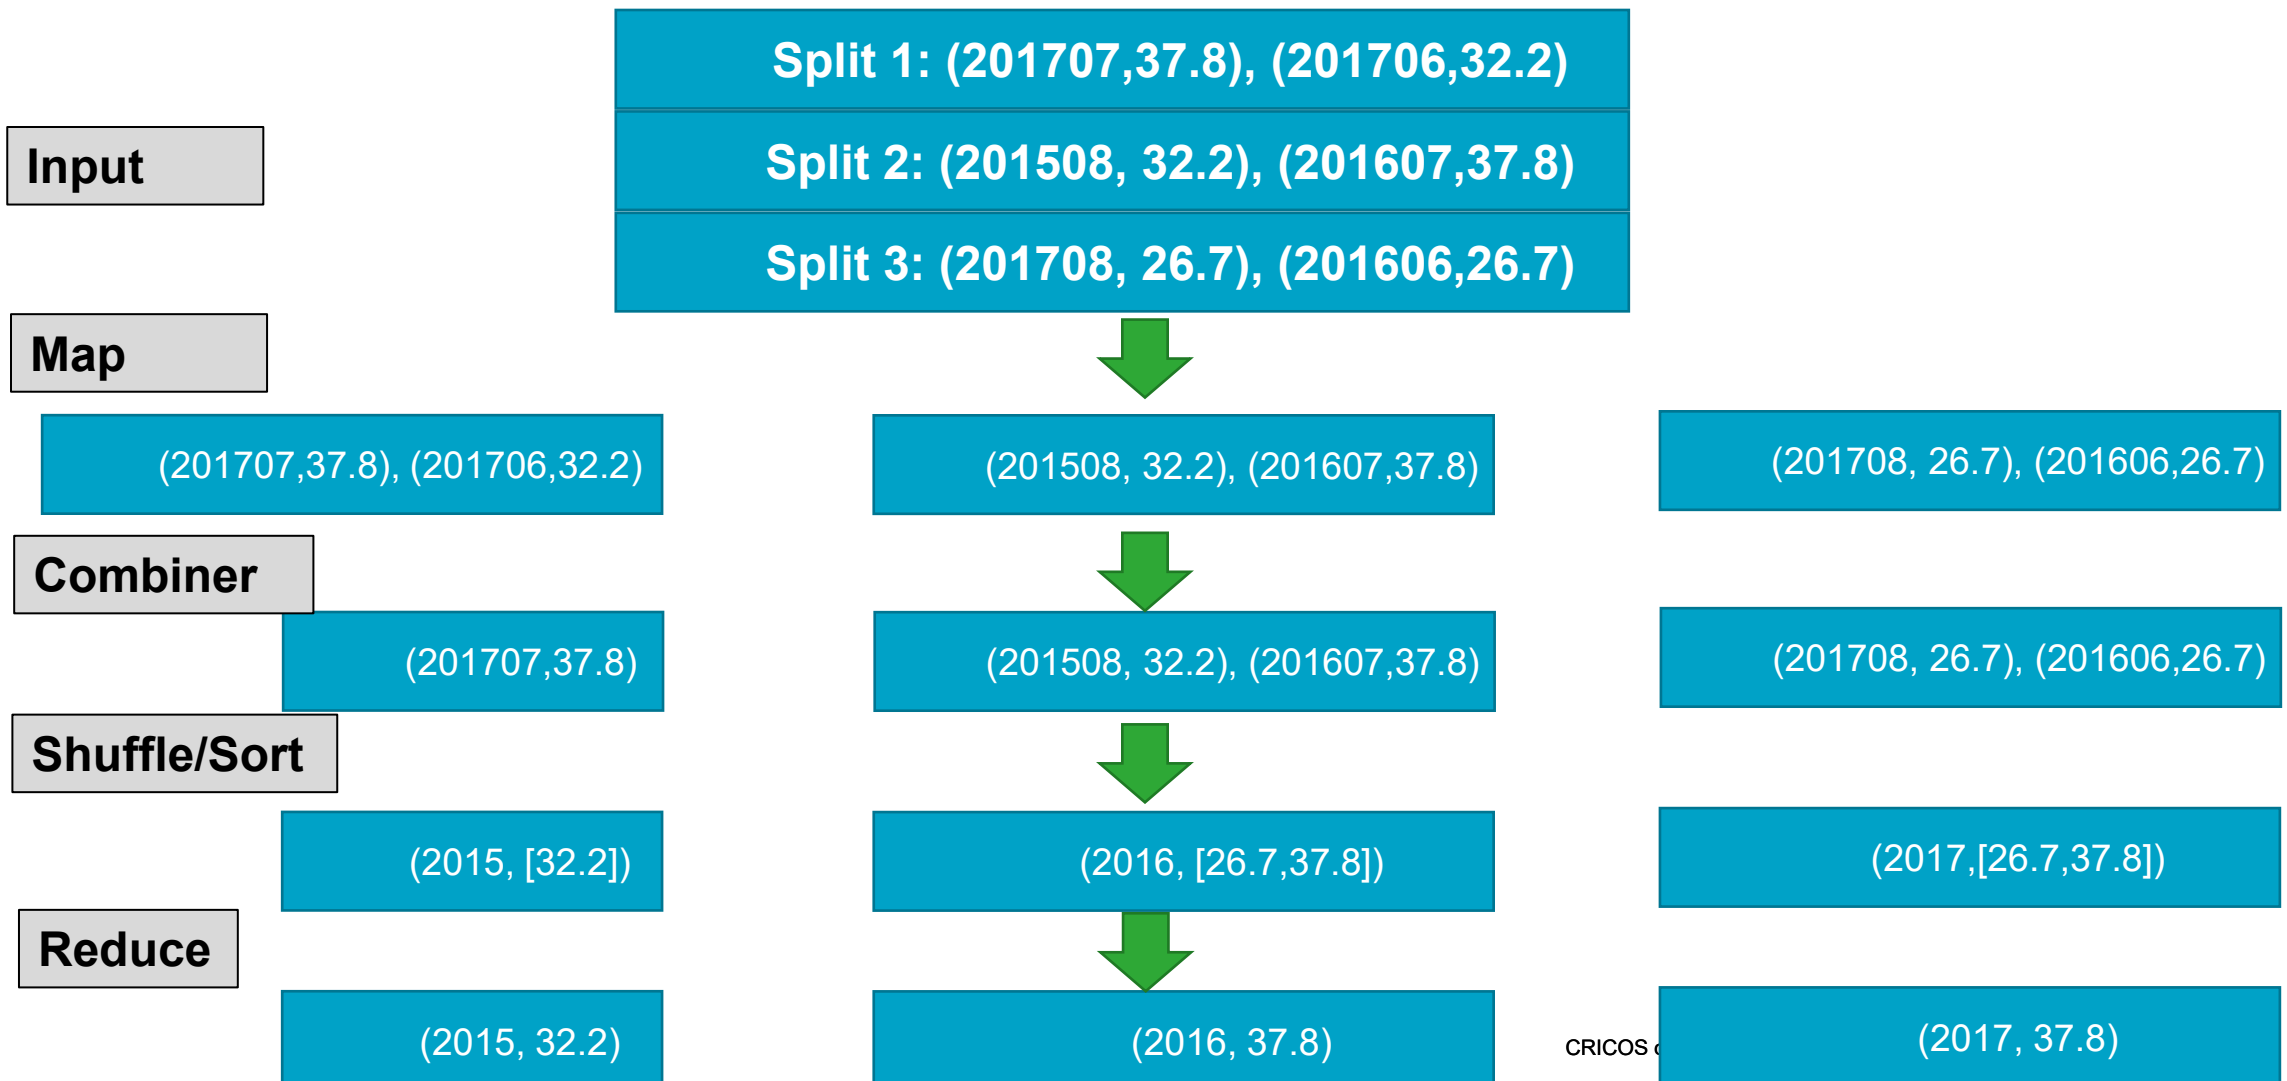 Split 1: (201707,37.8), (201706,32.2)
Input
Split 2: (201508, 32.2), (201607,37.8)
Split 3: (201708, 26.7), (201606,26.7)
Map
(201707,37.8), (201706,32.2)
(201508, 32.2), (201607,37.8)
(201708, 26.7), (201606,26.7)
Combiner
(201707,37.8)
(201508, 32.2), (201607,37.8)
(201708, 26.7), (201606,26.7)
Shuffle/Sort
(2015, [32.2])
(2016, [26.7,37.8])
(2017,[26.7,37.8])
Reduce
(2015, 32.2)
(2016, 37.8)
CRICOS
(2017, 37.8)